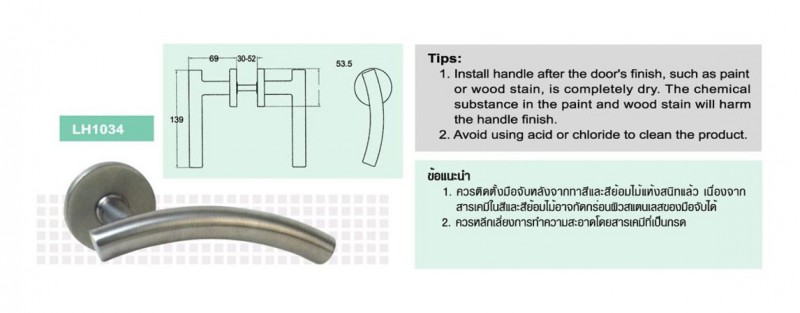 69
30-52
53.5
139
LH1034
Tips:
1. Install handle after the door's finish, such as paint
or wood stain, is completely dry. The chemical
substance in the paint and wood stain will harm
the handle finish.
2. Avoid using acid or chloride to clean the product.
ข้อแนะนำ
1. ควรติดตั้งมือจับหลังจากทาสีและสีย้อมไม้แห้งสนิทแล้ว เนื่องจาก
สารเคมีในสีและสีย้อมไม้อาจกัดกร่อนผิวสแตนเลสของมือจับได้
2. ควรหลีกเลี่ยงการทำความสะอาดโดยสารเคมีที่เป็นกรด